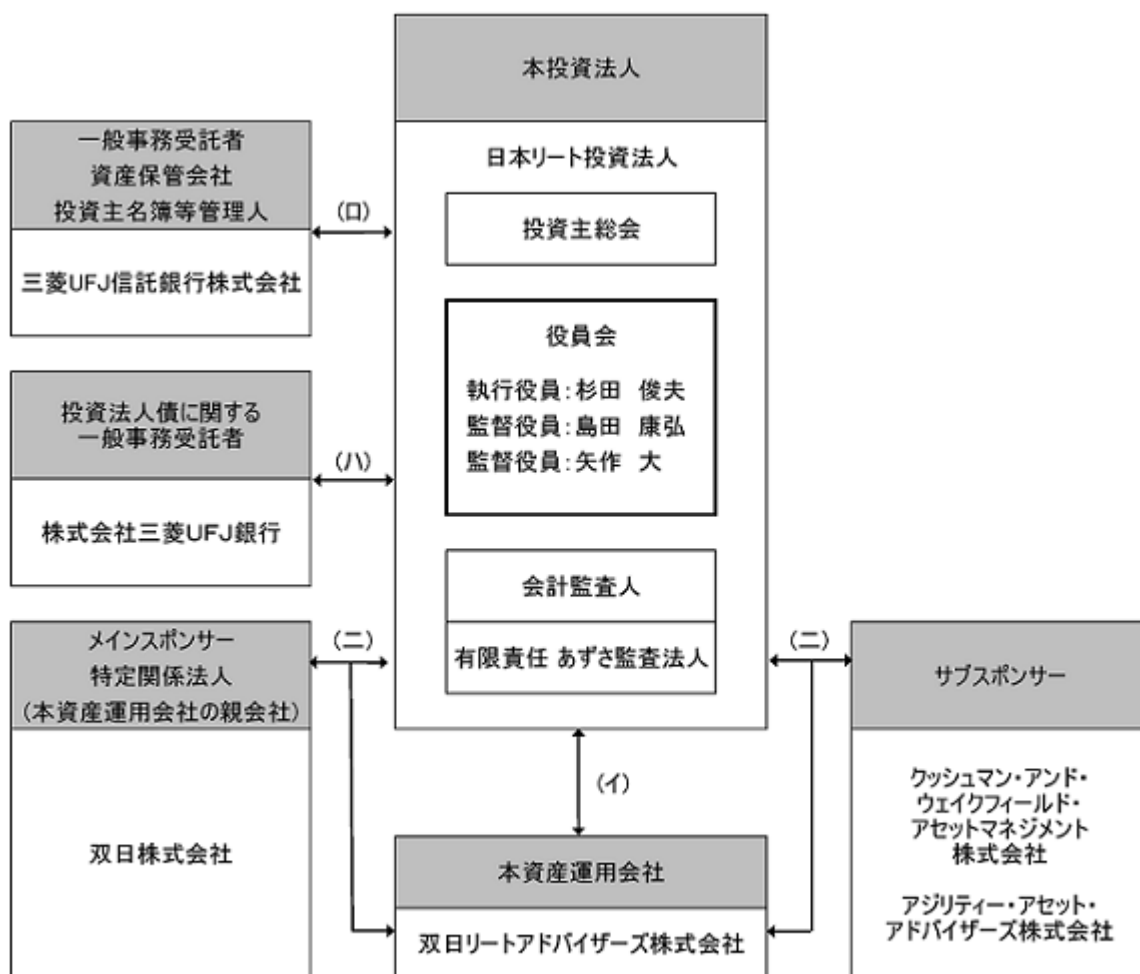 本投資法人
日本リート投資法人
投資主総会
役員会
執行役員：杉田　俊夫
監督役員：島田　康弘
監督役員：矢作　大
会計監査人
有限責任 あずさ監査法人
一般事務受託者
資産保管会社
投資主名簿等管理人
三菱UFJ信託銀行株式会社
(ロ)
投資法人債に関する
一般事務受託者
株式会社三菱UFJ銀行
(ハ)
メインスポンサー
特定関係法人
(本資産運用会社の親会社)
双日株式会社
(ニ)
(ニ)
サブスポンサー
クッシュマン・アンド・
ウェイクフィールド・
アセットマネジメント
株式会社
アジリティー・アセット・
アドバイザーズ株式会社
(イ)
本資産運用会社
双日リートアドバイザーズ株式会社